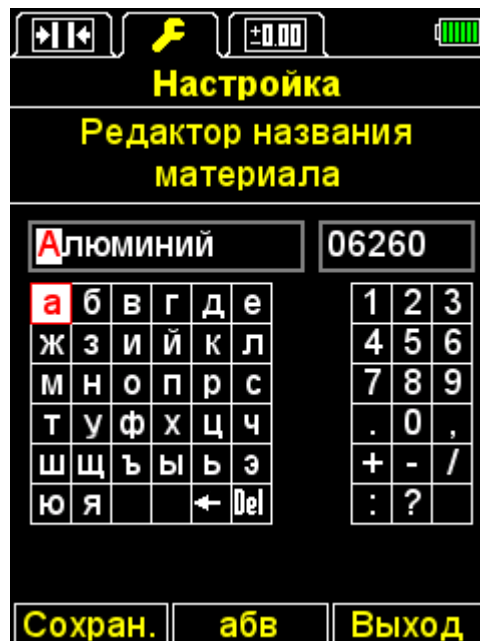 ±0.00
Настройка
Редактор названия
материала
Алюминий 06260
а б в г д е 1 2 3
ж з и й к л 4 5 6
м н о п р с 7 8 9
т у ф х ц ч . 0 ,
ш щ ъ ы ь э + - /
ю я ← Del : ?
Сохран. абв Выход